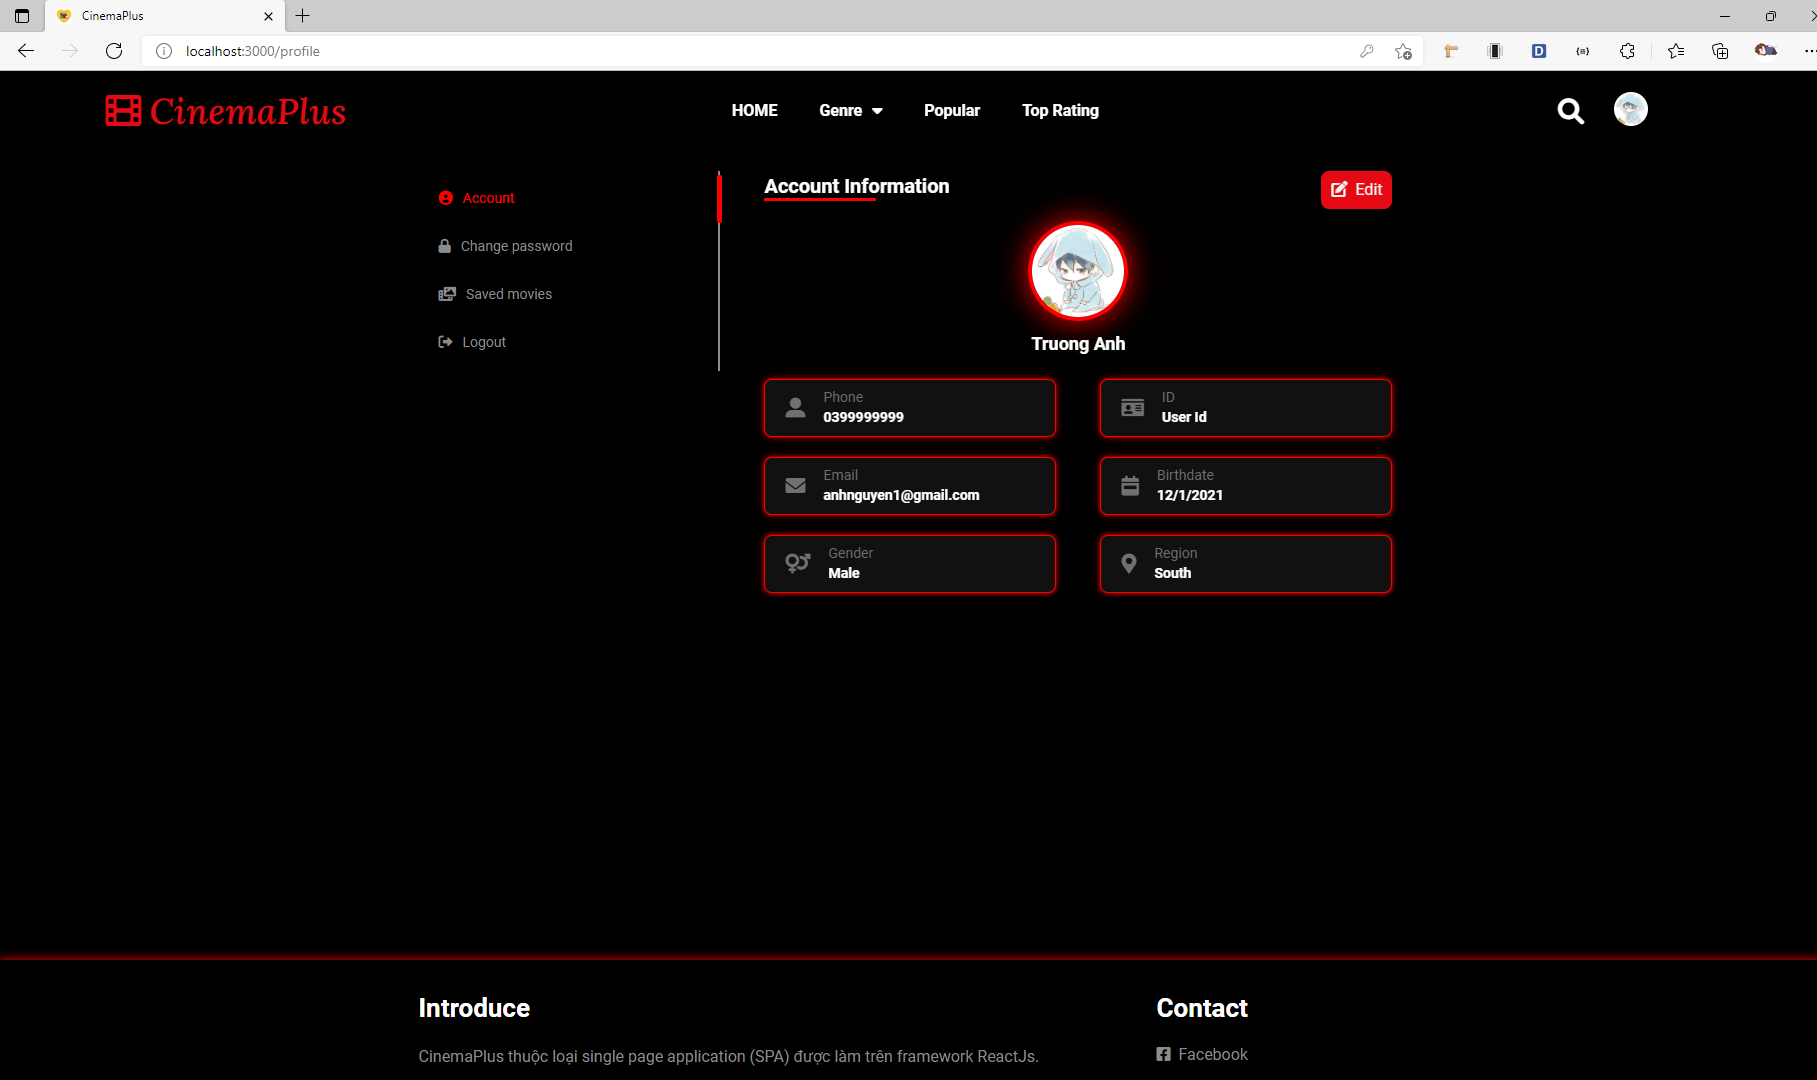 CinemaPlus
localhost:3000/profile
CinemaPlus
HOME
Genre
Popular
Top Rating
Account
Change password
Saved movies
Logout
Account Information
Edit
Truong Anh
Phone
0399999999
ID
User Id
Email
anhnguyen1@gmail.com
Birthdate
12/1/2021
Gender
Male
Region
South
Introduce
CinemaPlus thuộc loại single page application (SPA) được làm trên framework ReactJs.
Contact
Facebook